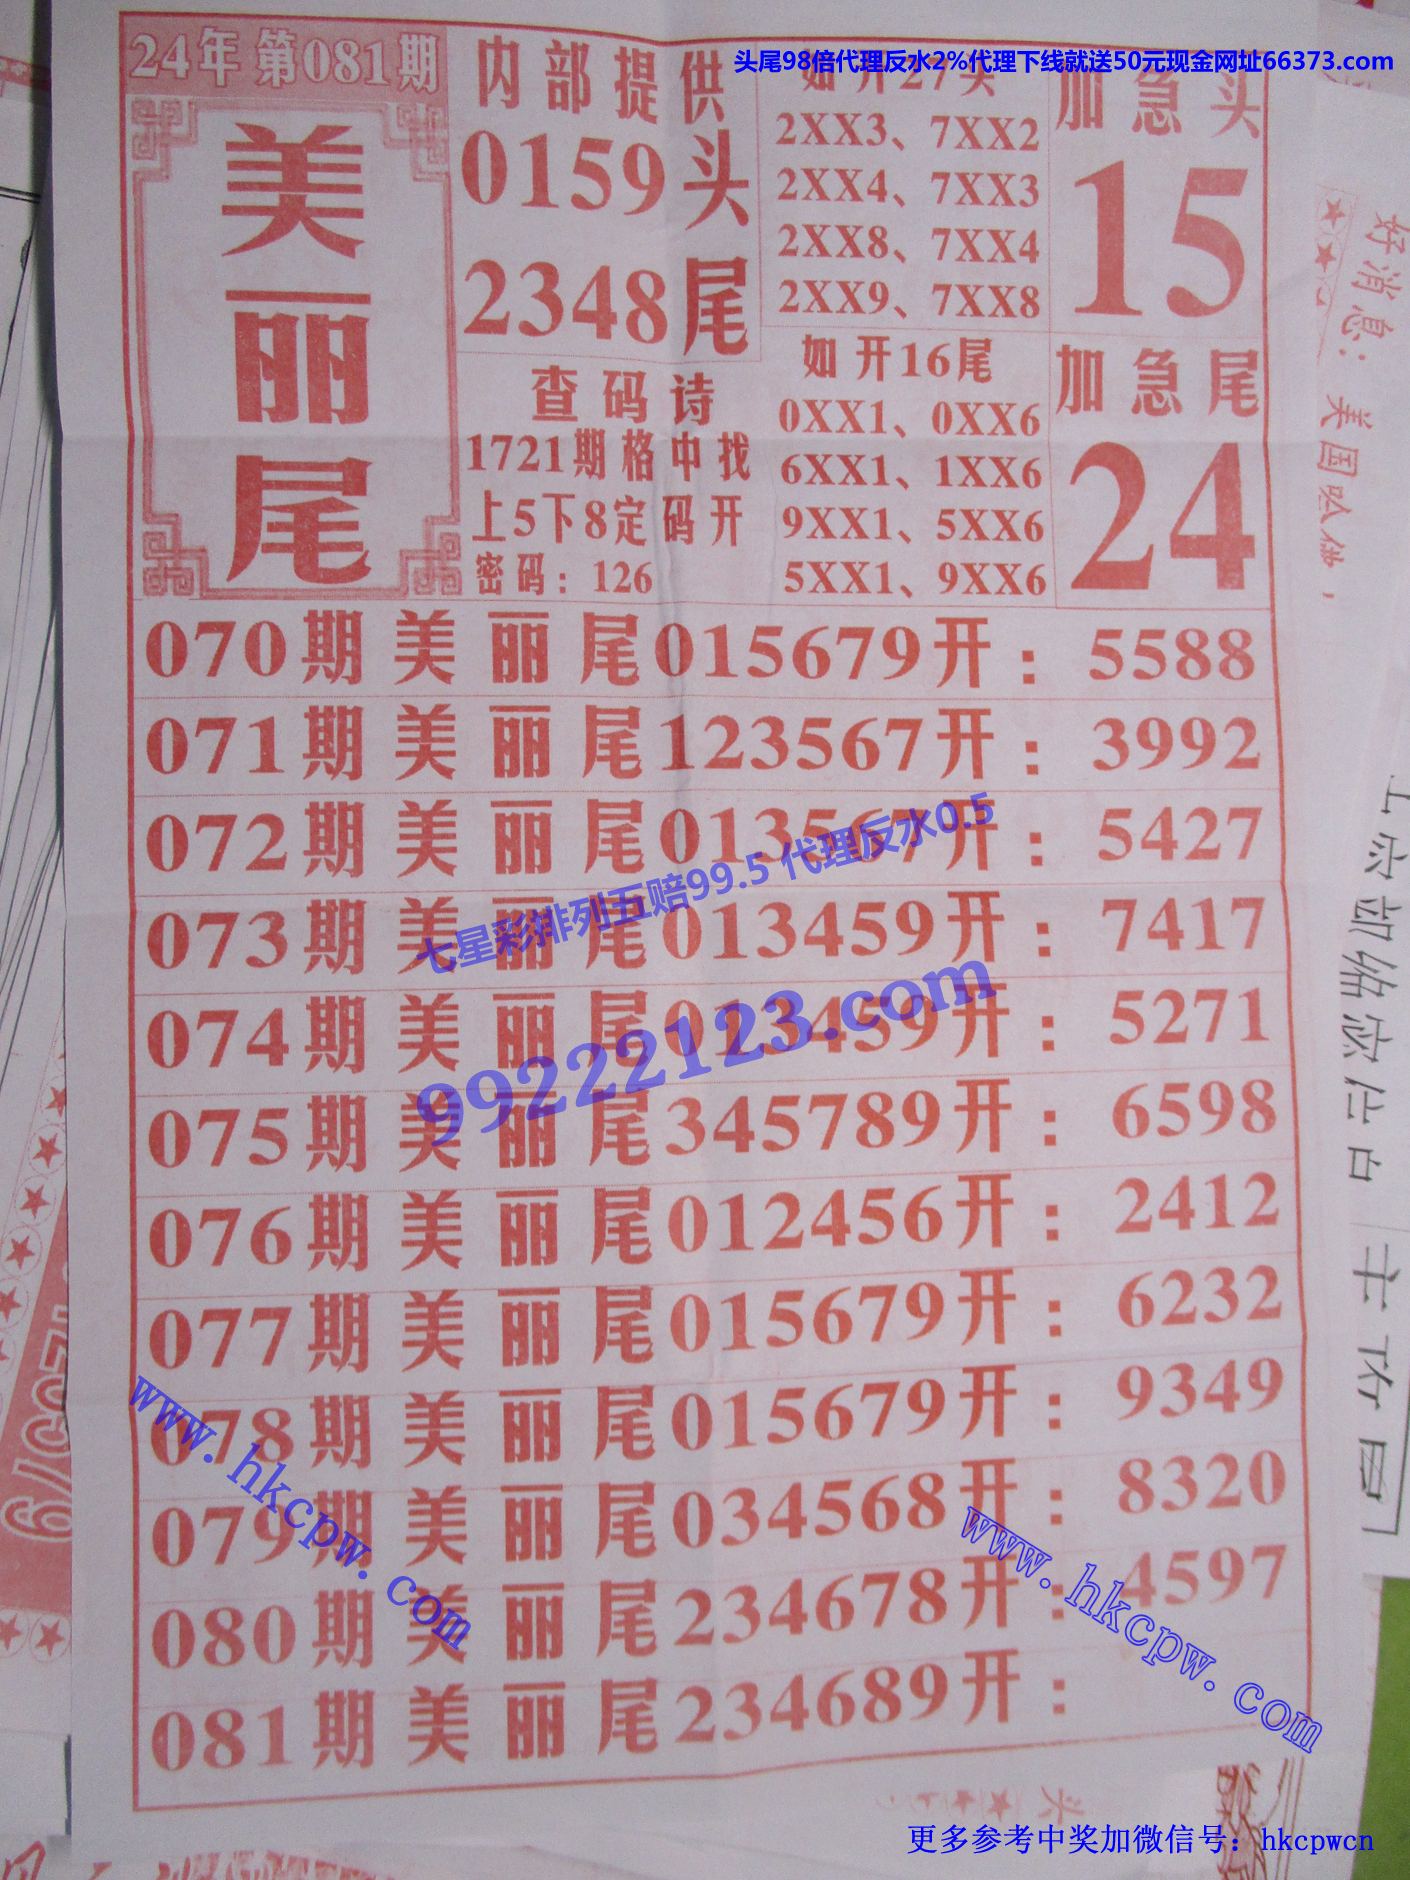 头尾98倍代理反水2%代理下线就送50元现金网址66373.com
24年 第081期
美丽尾
内部提供
0159头
2348尾
查码诗
1721期格中找
上5下8定码开
密码：126
如开27头
2XX3、7XX2
2XX4、7XX3
2XX8、7XX4
2XX9、7XX8
如开16尾
0XX1、0XX6
6XX1、1XX6
9XX1、5XX6
5XX1、9XX6
加急头
15
加急尾
24
070期美丽尾015679开：5588
071期美丽尾123567开：3992
072期美丽尾013567开：5427
073期美丽尾013459开：7417
074期美丽尾013459开：5271
075期美丽尾345789开：6598
076期美丽尾012456开：2412
077期美丽尾015679开：6232
078期美丽尾015679开：9349
079期美丽尾034568开：8320
080期美丽尾234678开：4597
081期美丽尾234689开：
七星彩排列五赔99.5 代理反水0.5
99222123.com
www.hkcpw.com
www.hkcpw.com
好消息：美国
头
更多参考中奖加微信号：hkcpwcn